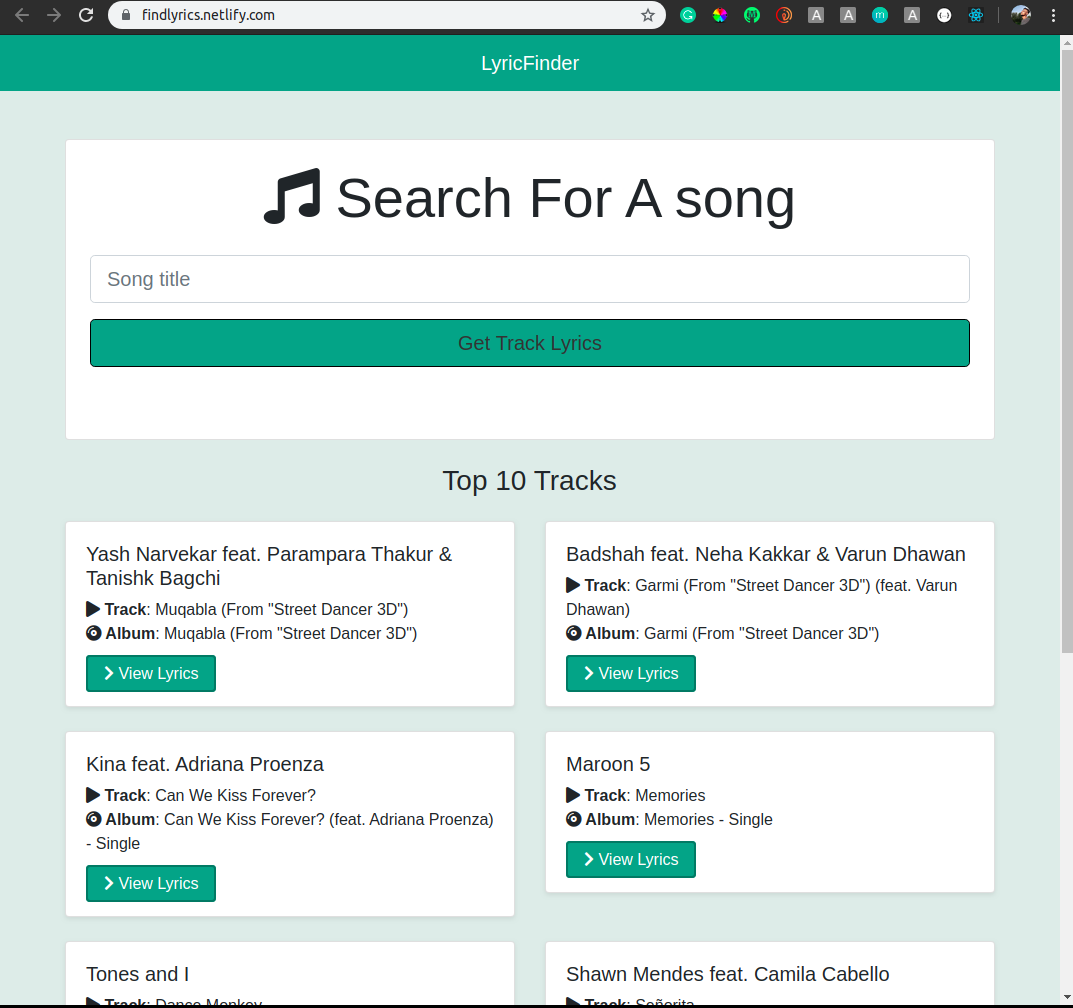 findlyrics.netlify.com
LyricFinder
Search For A song
Song title
Get Track Lyrics
Top 10 Tracks
Yash Narvekar feat. Parampara Thakur &
Tanishk Bagchi
Track: Muqabla (From "Street Dancer 3D")
Album: Muqabla (From "Street Dancer 3D")
View Lyrics
Badshah feat. Neha Kakkar & Varun Dhawan
Track: Garmi (From "Street Dancer 3D") (feat. Varun
Dhawan)
Album: Garmi (From "Street Dancer 3D")
View Lyrics
Kina feat. Adriana Proenza
Track: Can We Kiss Forever?
Album: Can We Kiss Forever? (feat. Adriana Proenza)
- Single
View Lyrics
Maroon 5
Track: Memories
Album: Memories - Single
View Lyrics
Tones and I
Track: Dance Monkey
Shawn Mendes feat. Camila Cabello
Track: Señorita